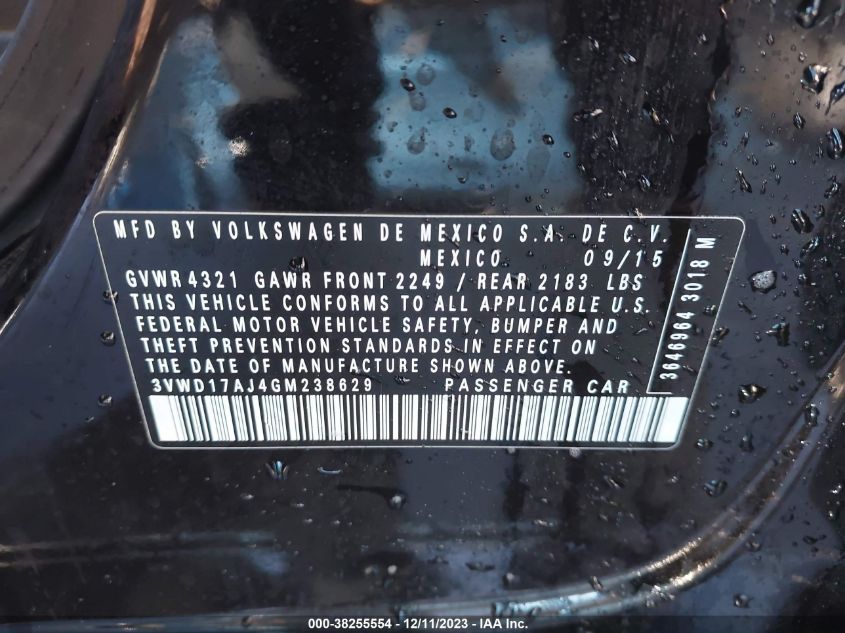 MFD BY VOLKSWAGEN DE MEXICO S.A. DE C.V.
MEXICO 09/15
GVWR 4321 GAWR FRONT 2249 / REAR 2183 LBS
THIS VEHICLE CONFORMS TO ALL APPLICABLE U.S.
FEDERAL MOTOR VEHICLE SAFETY, BUMPER AND
THEFT PREVENTION STANDARDS IN EFFECT ON
THE DATE OF MANUFACTURE SHOWN ABOVE.
3VWD17AJ4GM238629 PASSENGER CAR
3646964 3018 M
000-38255554 - 12/11/2023 - © IAA Inc.